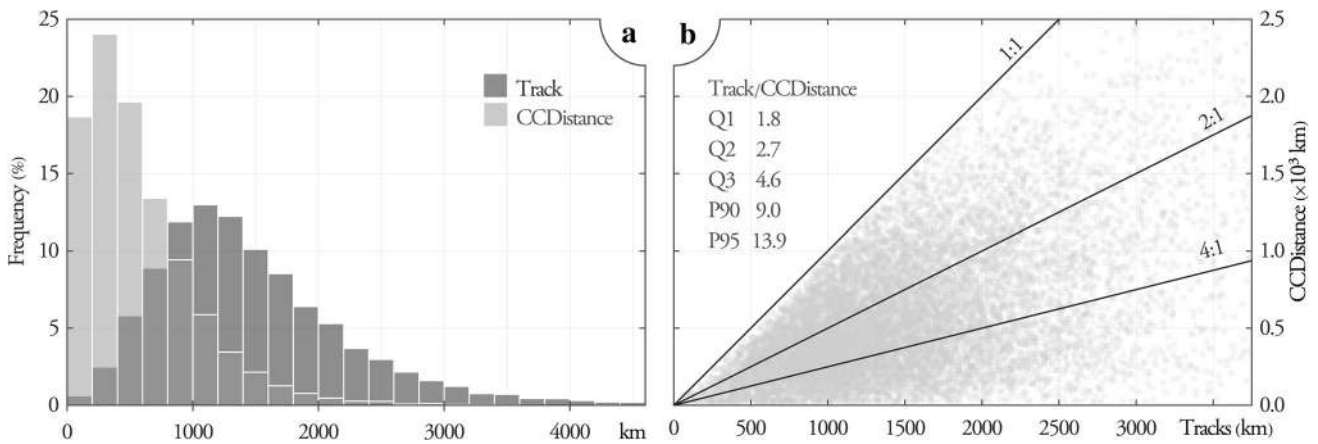 a
Track
CCDistance
Frequency (%)
25
20
15
10
5
0
0 1000 2000 3000 4000 km
b
Track/CCDistance
Q1 1.8
Q2 2.7
Q3 4.6
P90 9.0
P95 13.9
1:1
2:1
4:1
2.5
2.0
1.5
1.0
0.5
0.0
CCDistance (×10³ km)
0 500 1000 1500 2000 2500 3000 Tracks (km)